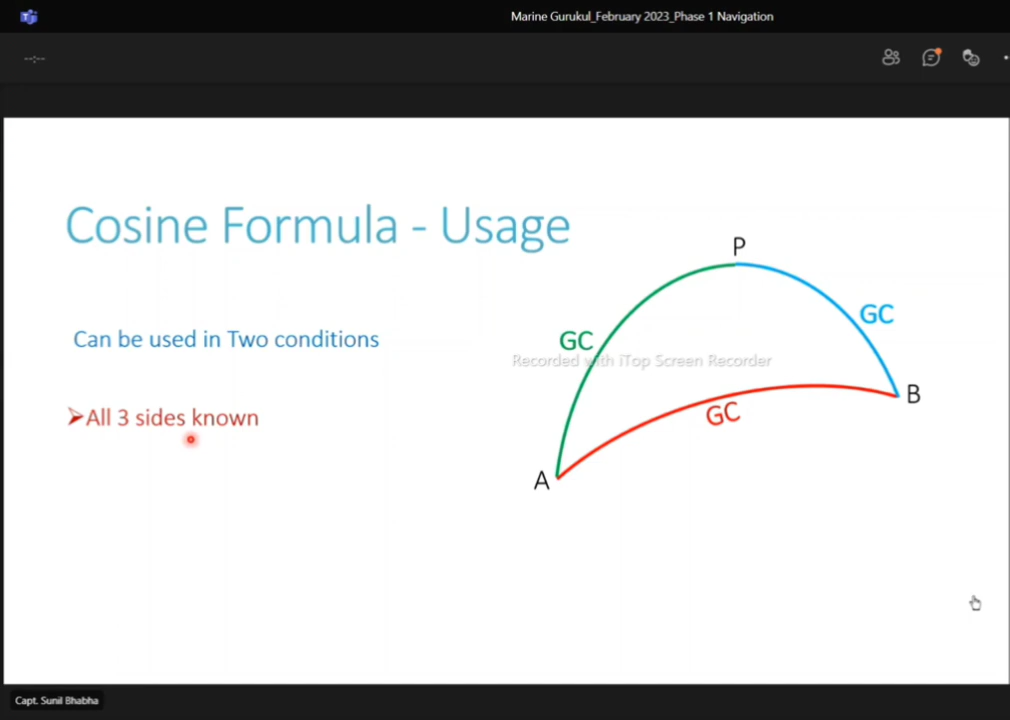 Marine Gurukul_February 2023_Phase 1 Navigation
--:--
Cosine Formula - Usage
P
Can be used in Two conditions
GC
GC
Recorded with iTop Screen Recorder
➢All 3 sides known
GC
B
A
Capt. Sunil Bhabha